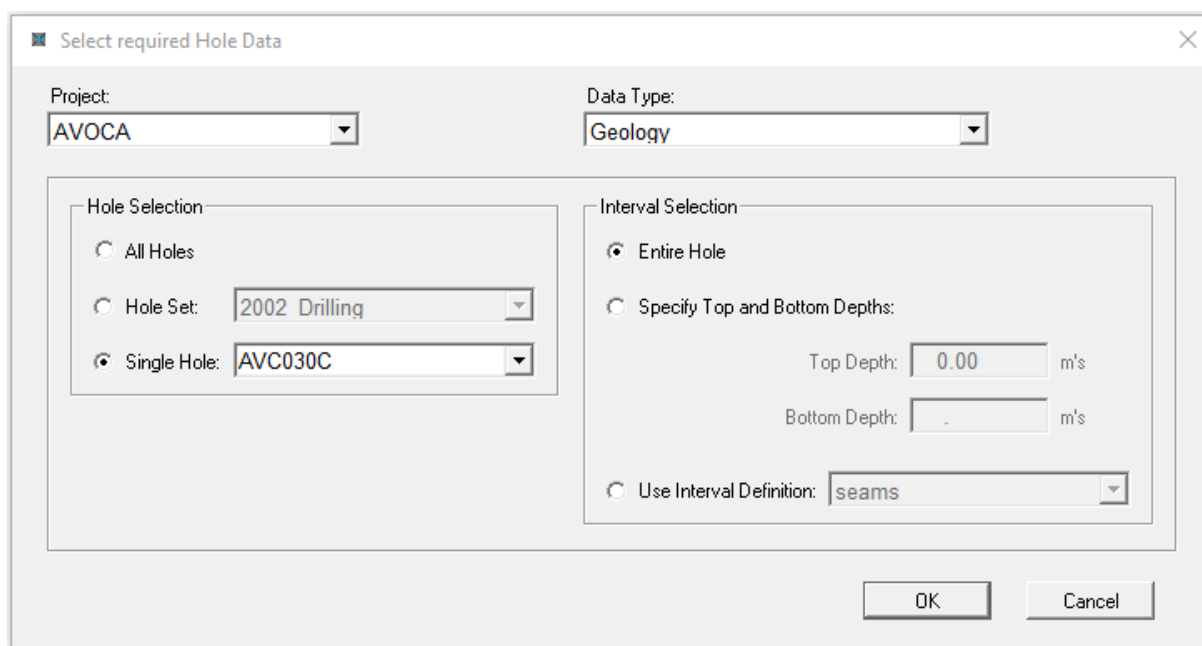 Select required Hole Data
Project:
AVOCA
Data Type:
Geology
Hole Selection
All Holes
Hole Set: 2002 Drilling
Single Hole: AVC030C
Interval Selection
Entire Hole
Specify Top and Bottom Depths:
Top Depth: 0.00 m's
Bottom Depth: . m's
Use Interval Definition: seams
OK
Cancel